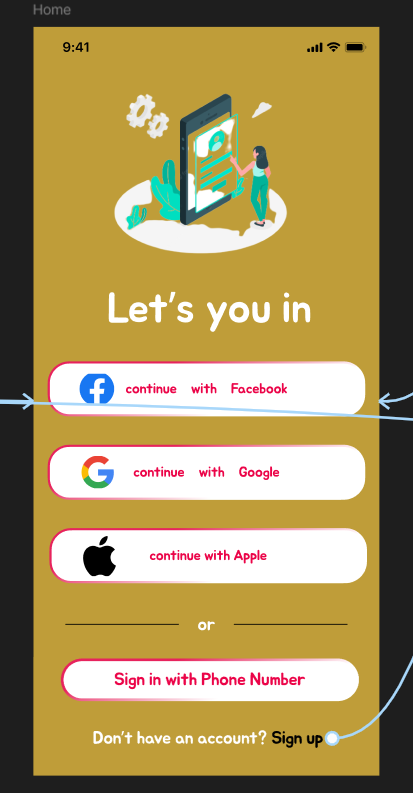 Home
9:41
Let's you in
continue with Facebook
continue with Google
continue with Apple
or
Sign in with Phone Number
Don't have an account? Sign up